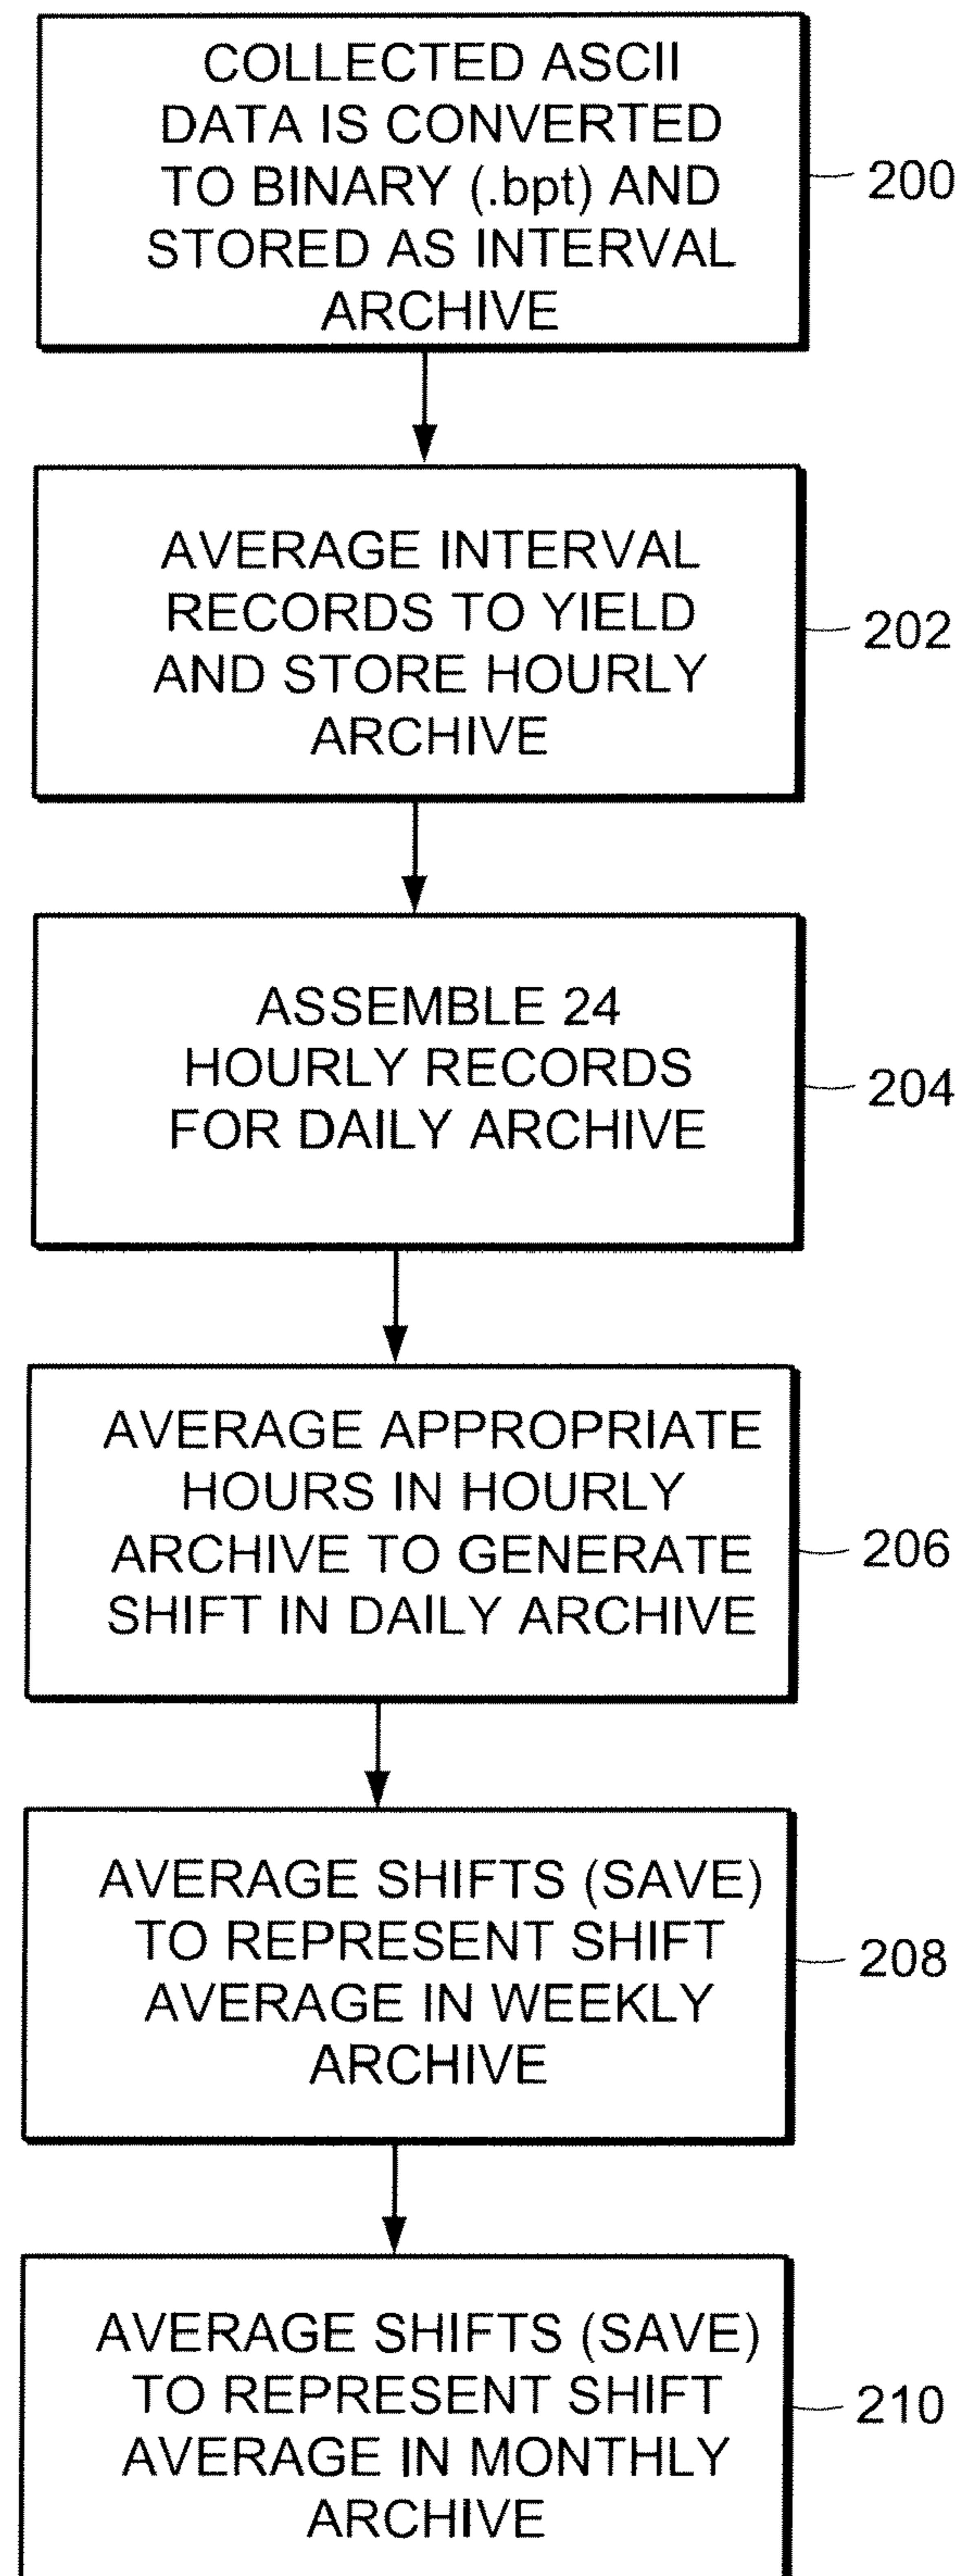 COLLECTED ASCII
DATA IS CONVERTED
TO BINARY (.bpt) AND
STORED AS INTERVAL
ARCHIVE
200
AVERAGE INTERVAL
RECORDS TO YIELD
AND STORE HOURLY
ARCHIVE
202
ASSEMBLE 24
HOURLY RECORDS
FOR DAILY ARCHIVE
204
AVERAGE APPROPRIATE
HOURS IN HOURLY
ARCHIVE TO GENERATE
SHIFT IN DAILY ARCHIVE
206
AVERAGE SHIFTS (SAVE)
TO REPRESENT SHIFT
AVERAGE IN WEEKLY
ARCHIVE
208
AVERAGE SHIFTS (SAVE)
TO REPRESENT SHIFT
AVERAGE IN MONTHLY
ARCHIVE
210